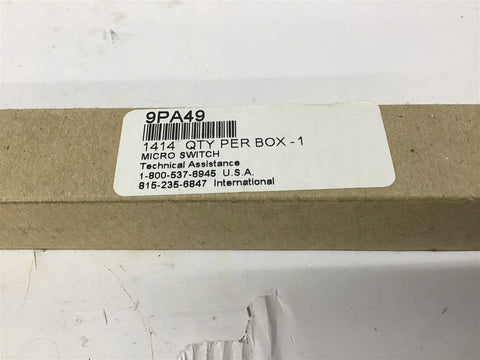 9PA49
1414 QTY PER BOX - 1
MICRO SWITCH
Technical Assistance
1-800-537-6945 U.S.A.
815-235-6847 International